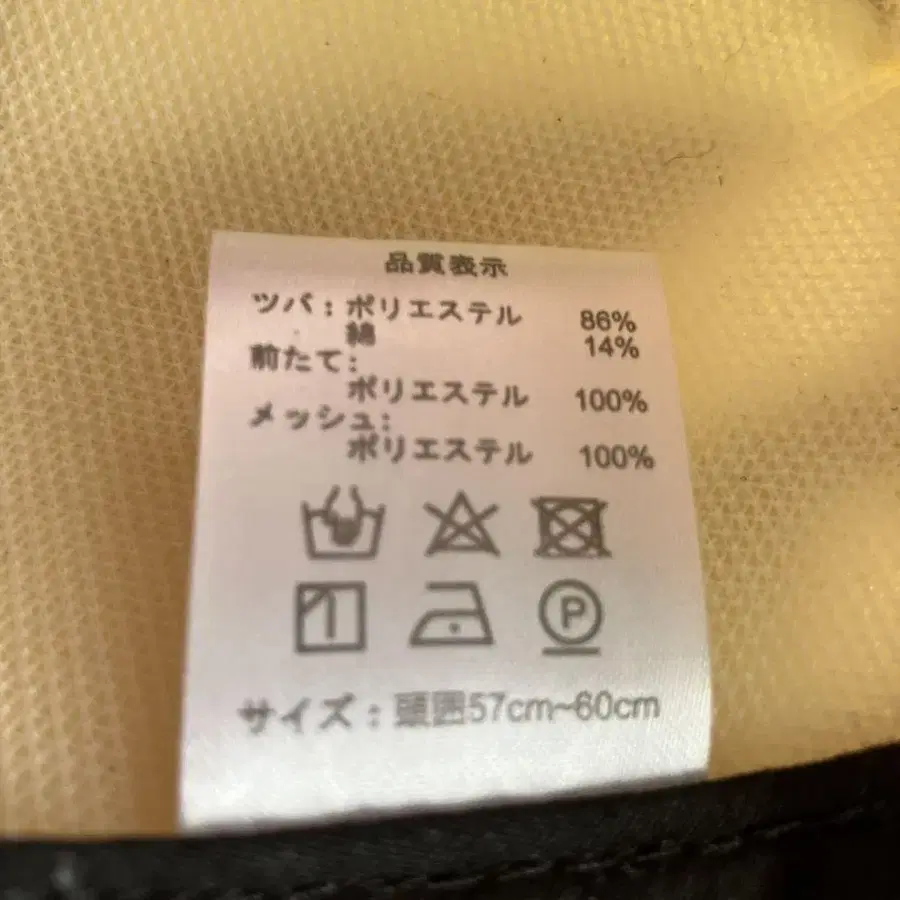 品質表示
ツバ:ポリエステル 86%
綿 14%
前たて:
ポリエステル 100%
メッシュ:
ポリエステル 100%
P
サイズ:頭囲57cm~60cm